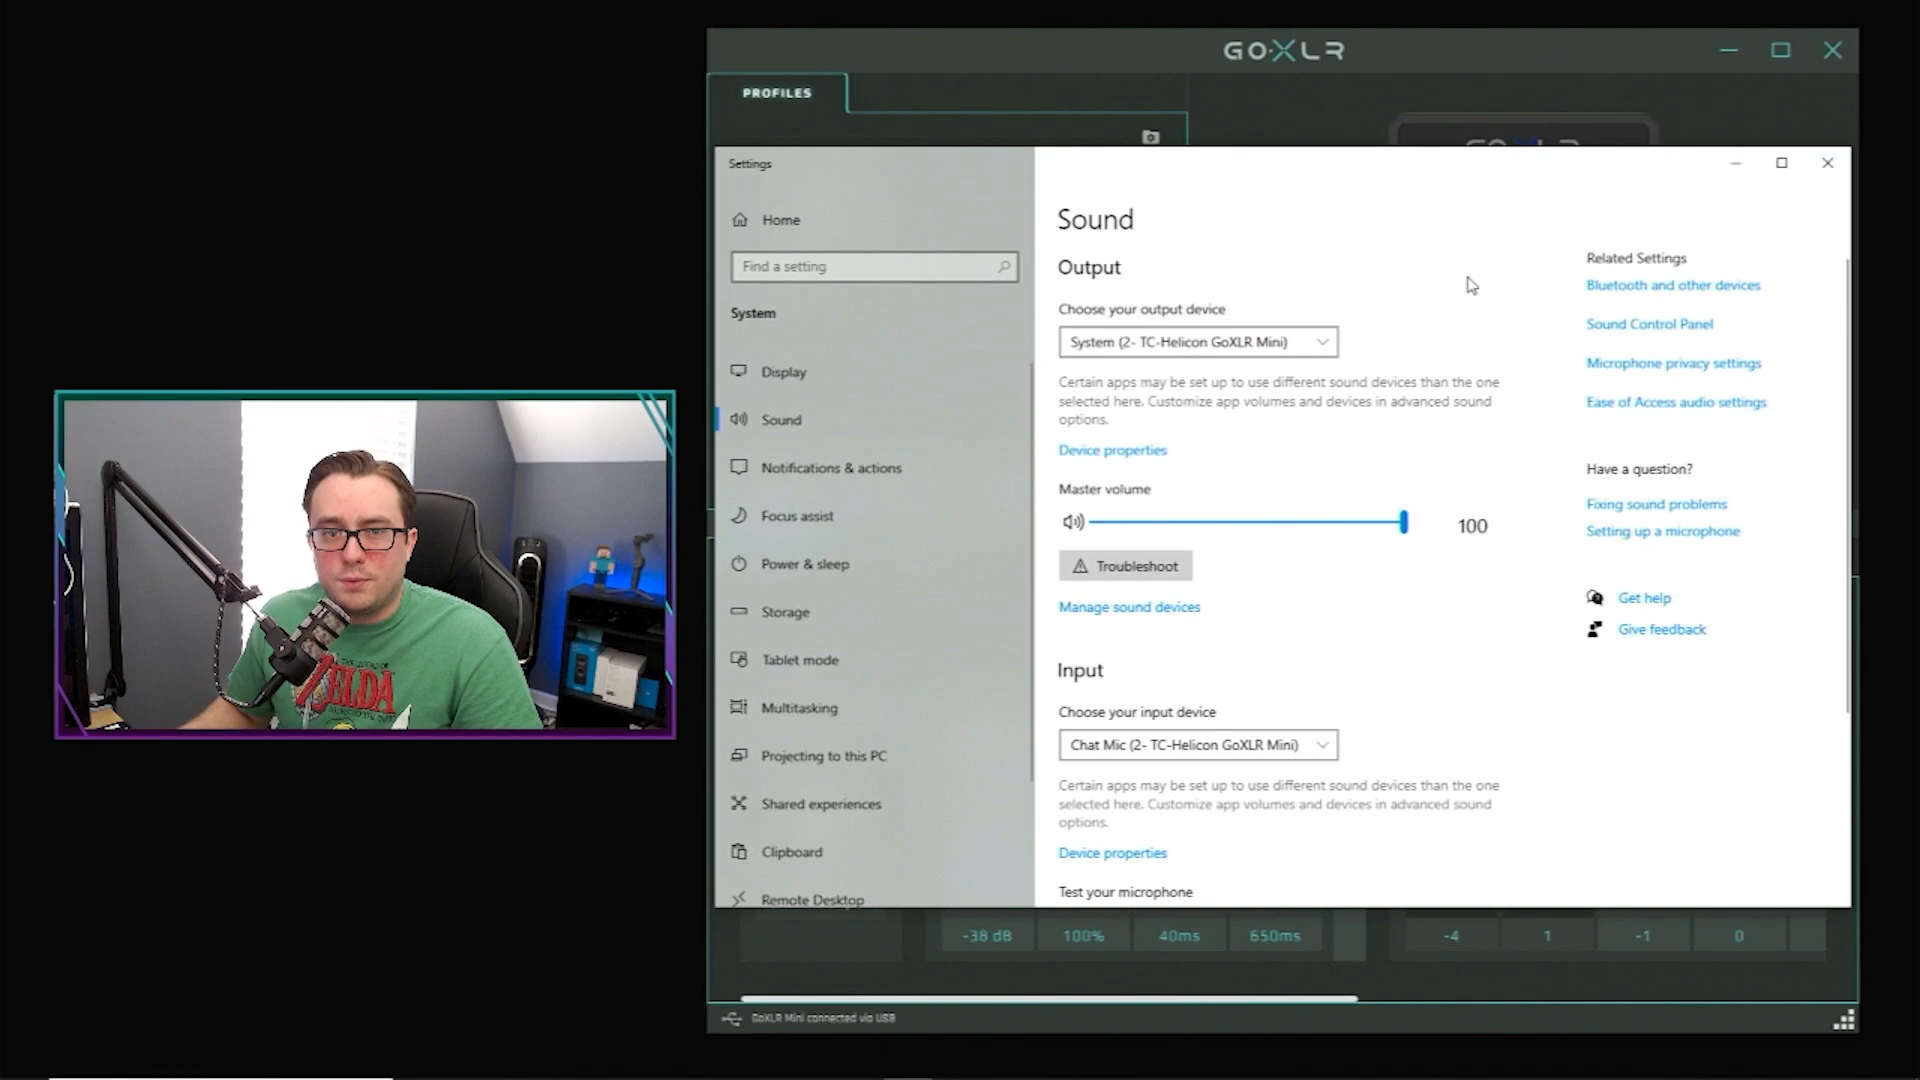 GO·XLR
PROFILES
Settings
Home
Find a setting
System
Display
Sound
Notifications & actions
Focus assist
Power & sleep
Storage
Tablet mode
Multitasking
Projecting to this PC
Shared experiences
Clipboard
Remote Desktop
Sound
Output
Choose your output device
System (2- TC-Helicon GoXLR Mini)
Certain apps may be set up to use different sound devices than the one
selected here. Customize app volumes and devices in advanced sound
options.
Device properties
Master volume
100
Troubleshoot
Manage sound devices
Input
Choose your input device
Chat Mic (2- TC-Helicon GoXLR Mini)
Certain apps may be set up to use different sound devices than the one
selected here. Customize app volumes and devices in advanced sound
options.
Device properties
Test your microphone
Related Settings
Bluetooth and other devices
Sound Control Panel
Microphone privacy settings
Ease of Access audio settings
Have a question?
Fixing sound problems
Setting up a microphone
Get help
Give feedback
THE LEGEND OF
ZELDA
-38 dB
100%
40ms
650ms
-4
1
-1
0
GoXLR Mini connected via USB